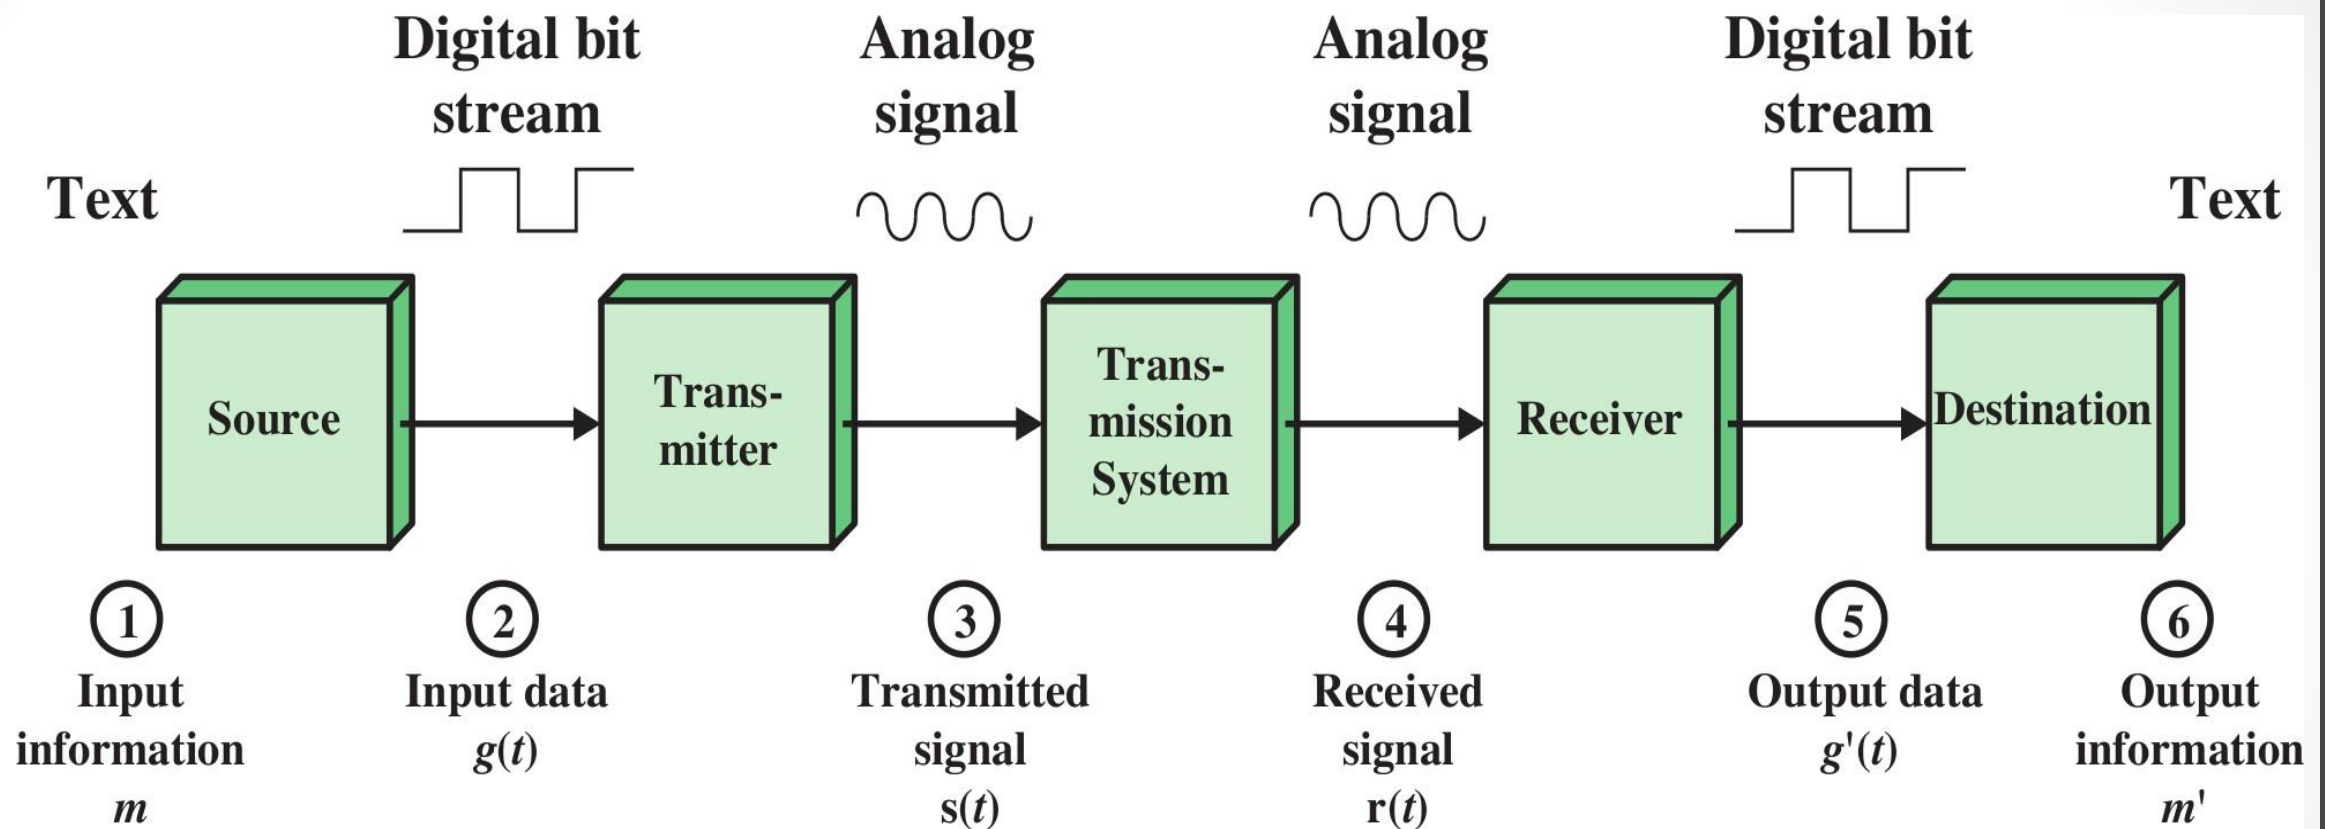 Digital bit
stream
Analog
signal
Analog
signal
Digital bit
stream
Text
Text
Source
Trans-
mitter
Trans-
mission
System
Receiver
Destination
1
Input
information
m
2
Input data
g(t)
3
Transmitted
signal
s(t)
4
Received
signal
r(t)
5
Output data
g'(t)
6
Output
information
m'